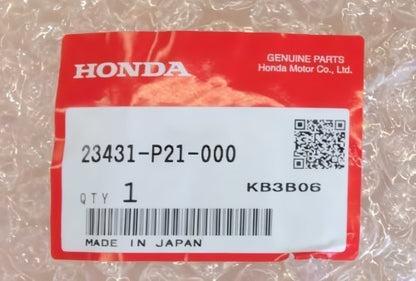 HONDA
GENUINE PARTS
Honda Motor Co., Ltd.
23431-P21-000
QTY 1
KB3B06
MADE IN JAPAN